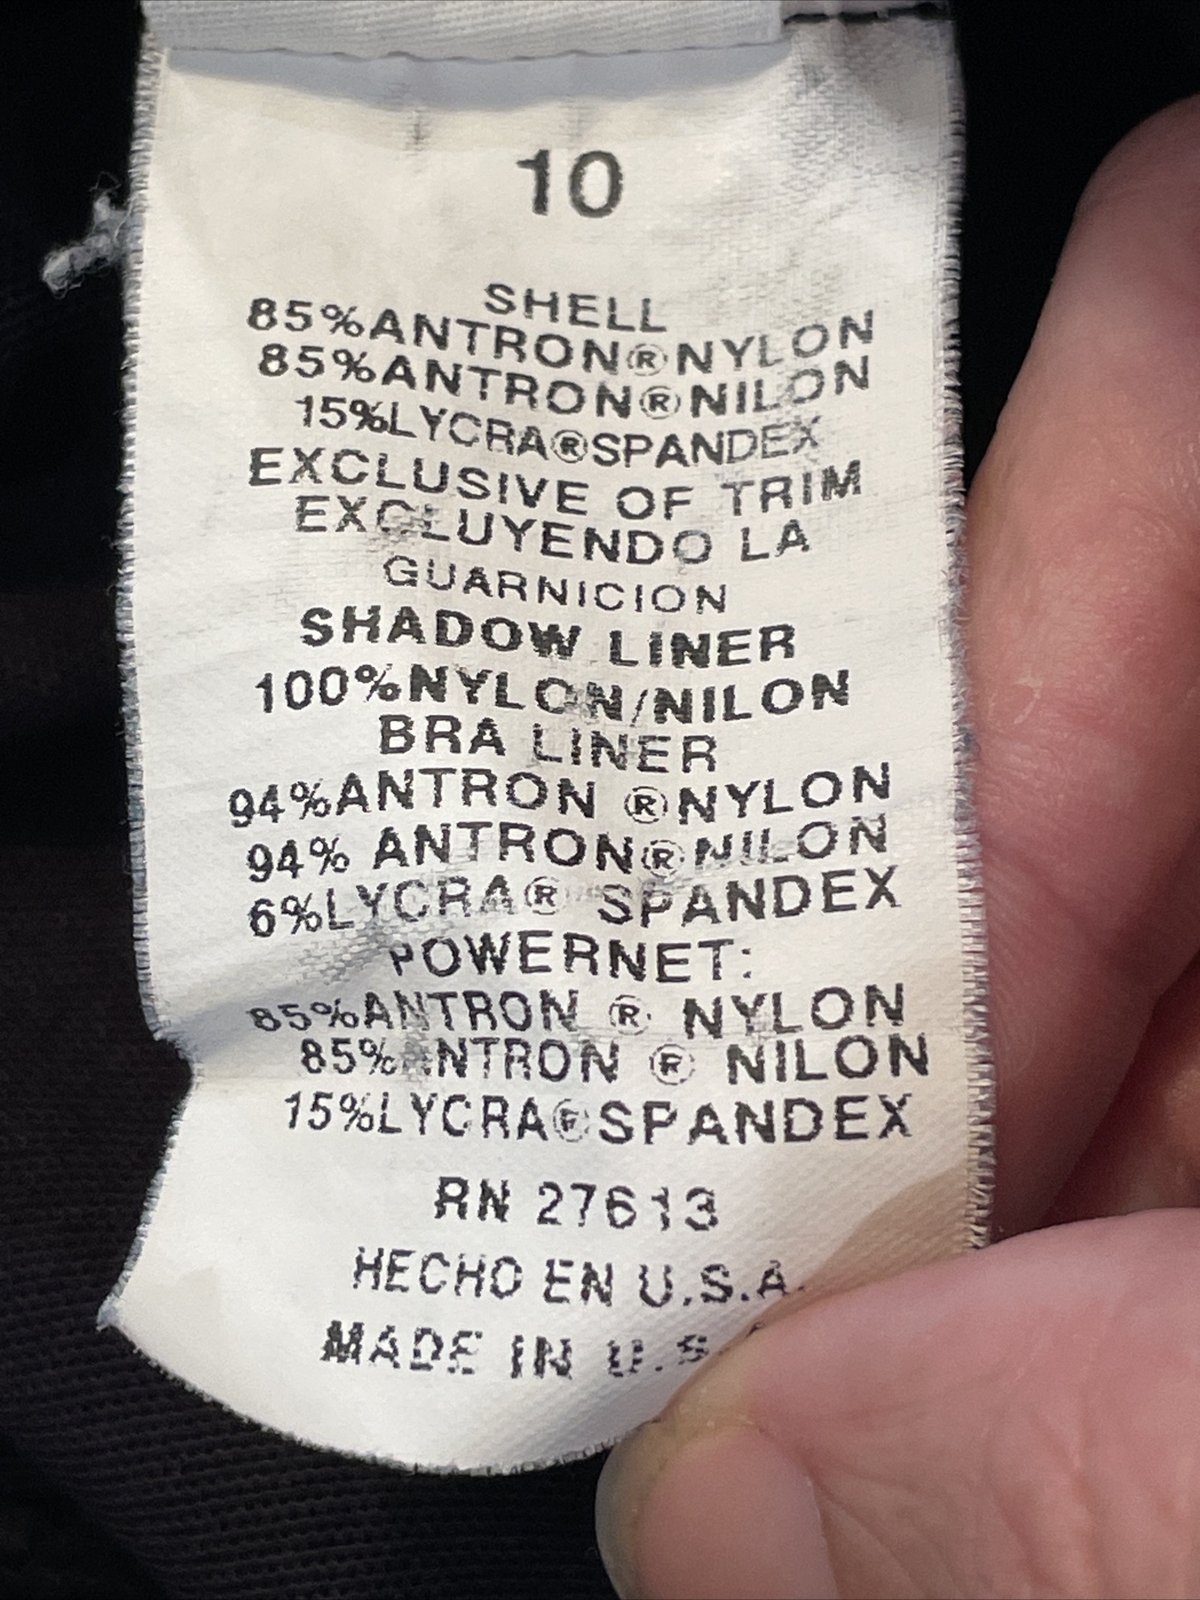 10
SHELL
85%ANTRON®NYLON
85%ANTRON®NILON
15%LYCRA®SPANDEX
EXCLUSIVE OF TRIM
EXCLUYENDO LA
GUARNICION
SHADOW LINER
100%NYLON/NILON
BRA LINER
94%ANTRON ®NYLON
94% ANTRON®NILON
6%LYCRA® SPANDEX
POWERNET:
85%ANTRON ® NYLON
85%ANTRON ® NILON
15%LYCRA®SPANDEX
RN 27613
HECHO EN U.S.A.
MADE IN U.S